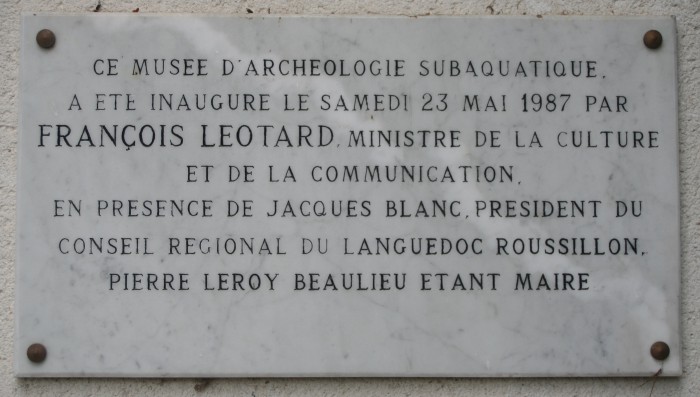 CE MUSEE D'ARCHEOLOGIE SUBAQUATIQUE.
A ETE INAUGURE LE SAMEDI 23 MAI 1987 PAR
FRANÇOIS LEOTARD, MINISTRE DE LA CULTURE
ET DE LA COMMUNICATION,
EN PRESENCE DE JACQUES BLANC, PRESIDENT DU
CONSEIL REGIONAL DU LANGUEDOC ROUSSILLON,
PIERRE LEROY BEAULIEU ETANT MAIRE